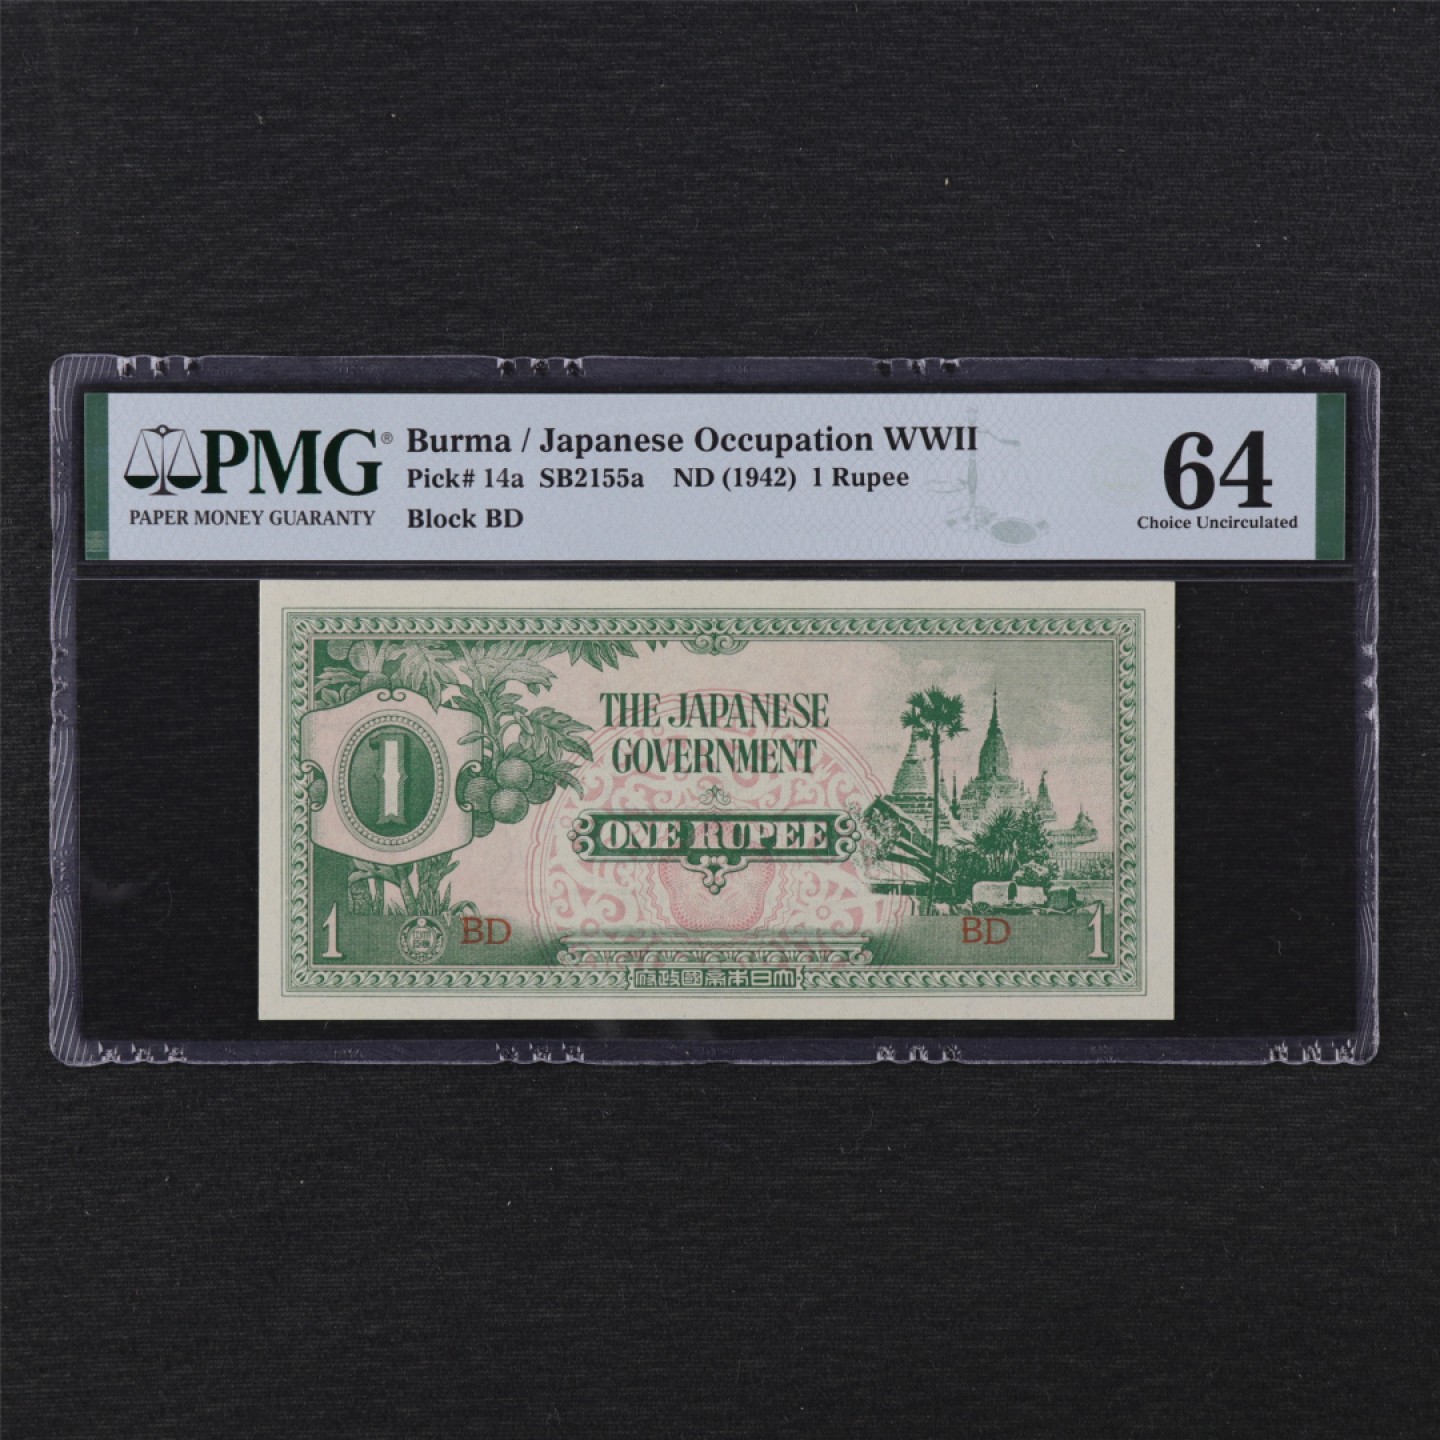 PMG®
PAPER MONEY GUARANTY
Burma / Japanese Occupation WWII
Pick# 14a SB2155a ND (1942) 1 Rupee
Block BD
64
Choice Uncirculated
1
THE JAPANESE
GOVERNMENT
ONE RUPEE
1
BD
BD
1
府政國帝本日大